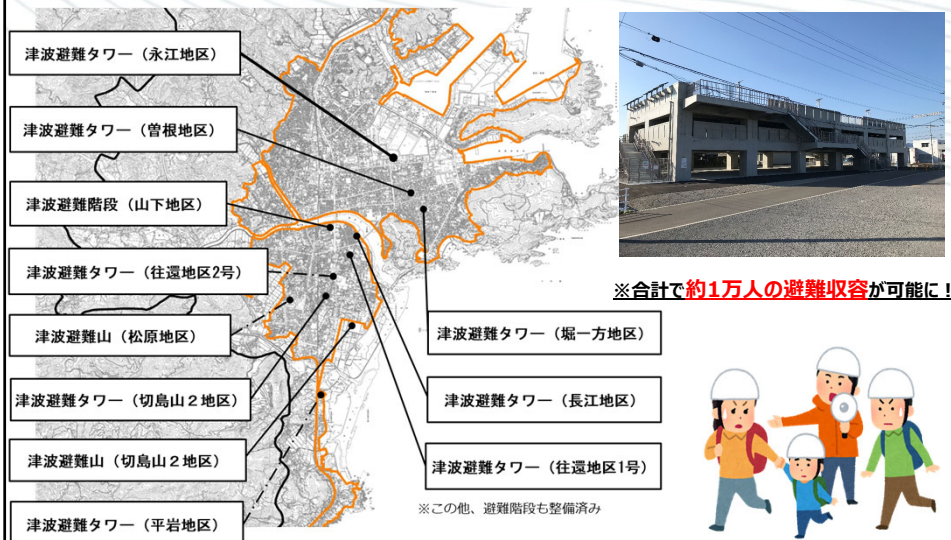 津波避難タワー（永江地区）
津波避難タワー（曽根地区）
津波避難階段（山下地区）
津波避難タワー（往還地区2号）
津波避難山（松原地区）
津波避難タワー（切島山２地区）
津波避難山（切島山２地区）
津波避難タワー（平岩地区）
津波避難タワー（堀一方地区）
津波避難タワー（長江地区）
津波避難タワー（往還地区1号）
※この他、避難階段も整備済み
※合計で約1万人の避難収容が可能に！